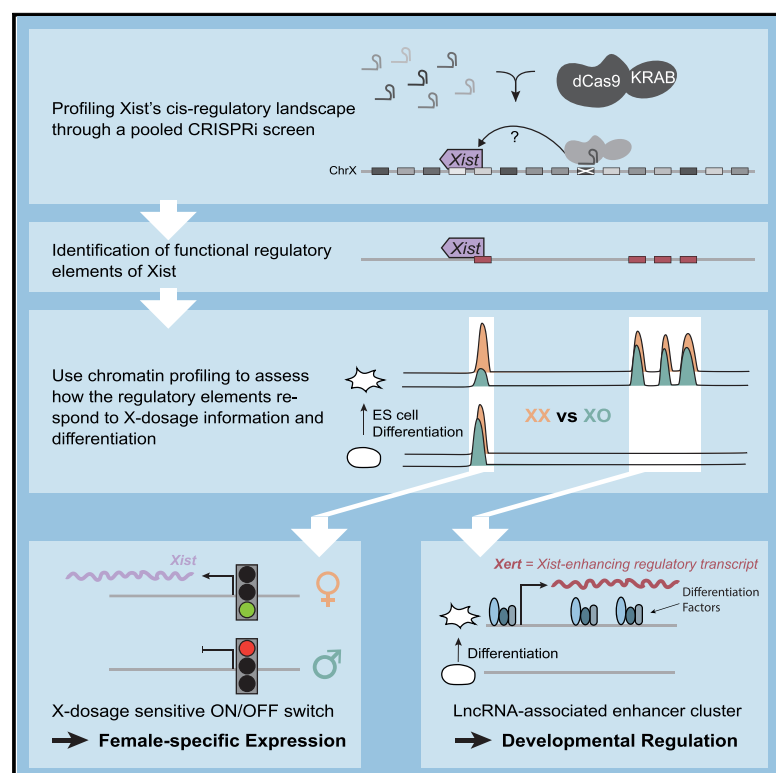 Profiling Xist's cis-regulatory landscape
through a pooled CRISPRi screen
dCas9
KRAB
?
Xist
ChrX
Identification of functional regulatory
elements of Xist
Xist
Use chromatin profiling to assess
how the regulatory elements re-
spond to X-dosage information and
differentiation
ES cell
Differentiation
XX vs XO
Xist
♀
♂
X-dosage sensitive ON/OFF switch
Female-specific Expression
Xert = Xist-enhancing regulatory transcript
Differentiation
Factors
Differentiation
LncRNA-associated enhancer cluster
Developmental Regulation